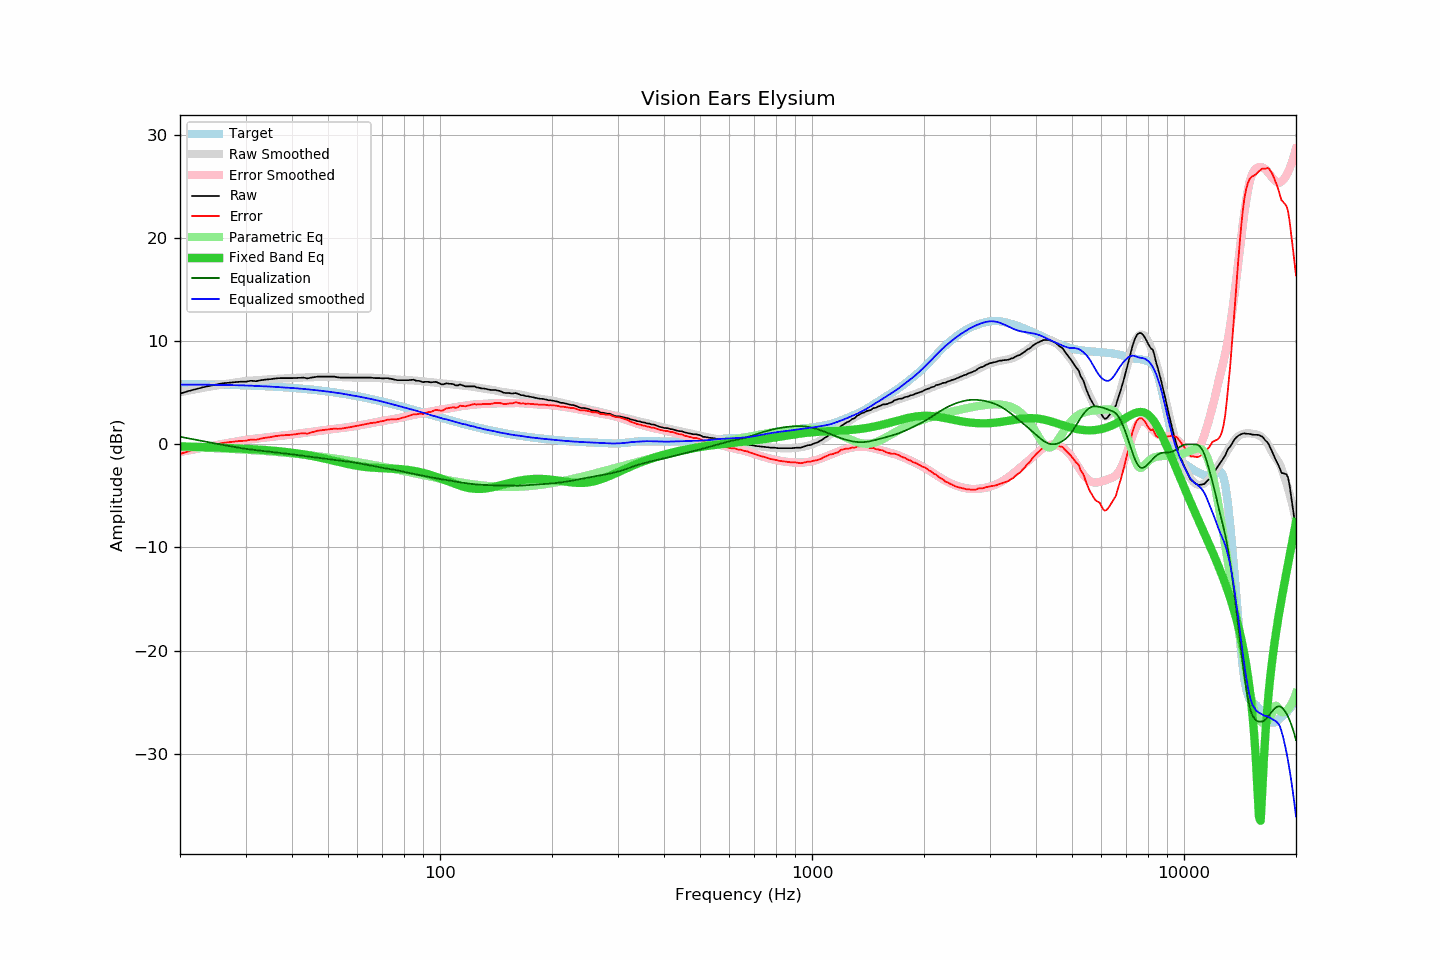 Vision Ears Elysium
Target
Raw Smoothed
Error Smoothed
Raw
Error
Parametric Eq
Fixed Band Eq
Equalization
Equalized smoothed
30
20
10
0
−10
−20
−30
Amplitude (dBr)
100
1000
10000
Frequency (Hz)